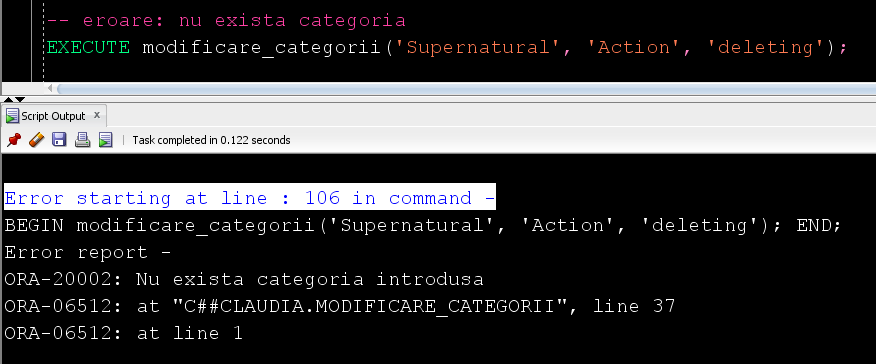 -- eroare: nu exista categoria
EXECUTE modificare_categorii('Supernatural', 'Action', 'deleting');
Script Output x
Task completed in 0.122 seconds
Error starting at line : 106 in command -
BEGIN modificare_categorii('Supernatural', 'Action', 'deleting'); END;
Error report -
ORA-20002: Nu exista categoria introdusa
ORA-06512: at "C##CLAUDIA.MODIFICARE_CATEGORII", line 37
ORA-06512: at line 1